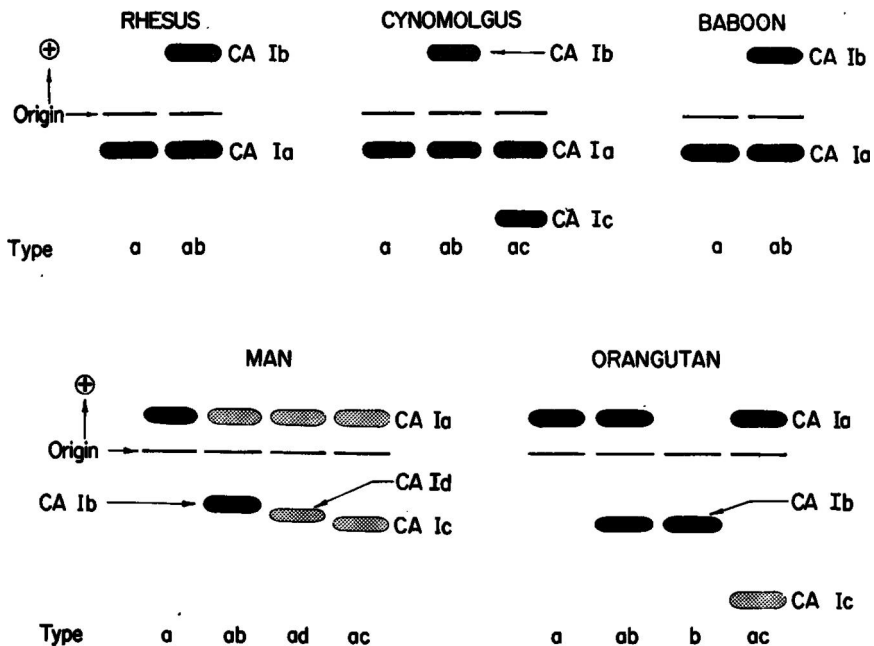 RHESUS CYNOMOLGUS BABOON
⊕ CA Ib CA Ib CA Ib
Origin
CA Ia CA Ia CA Ia
CA Ic
Type a ab a ab ac a ab
MAN ORANGUTAN
⊕ CA Ia CA Ia
Origin
CA Ib CA Id CA Ib
CA Ic
CA Ic
Type a ab ad ac a ab b ac